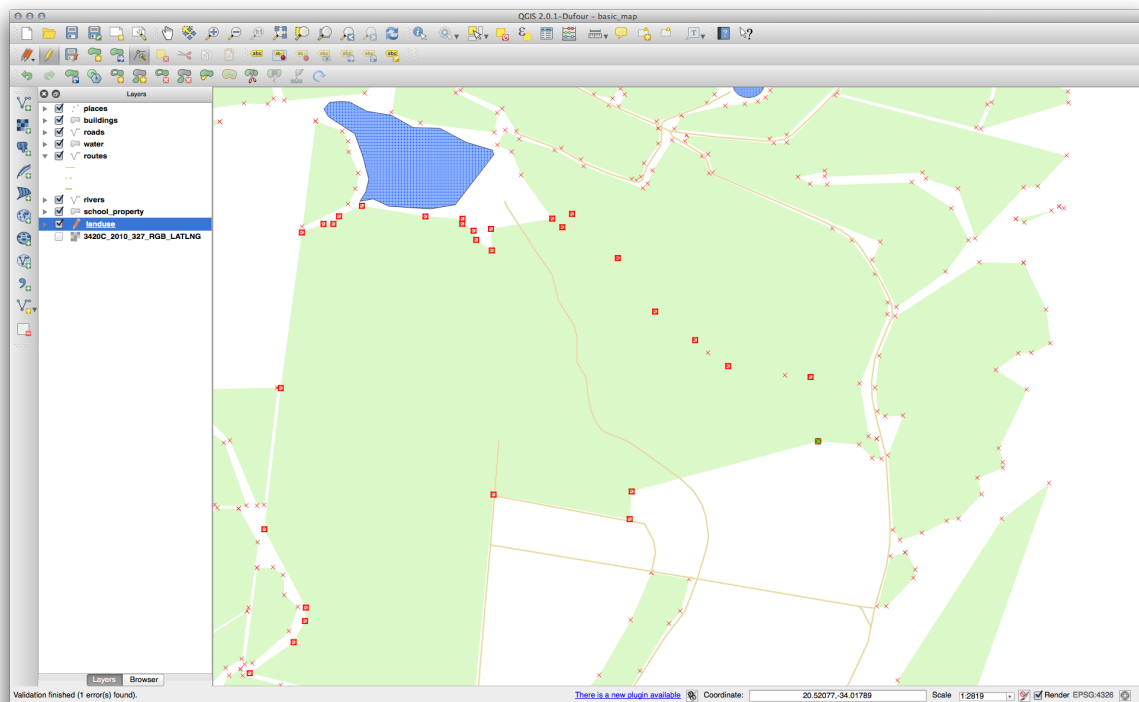 QGIS 2.0.1-Dufour - basic_map
Layers
places
buildings
roads
water
routes
rivers
school_property
landuse
3420C_2010_327_RGB_LATLNG
Layers Browser
Validation finished (1 error(s) found). There is a new plugin available Coordinate: 20.52077,-34.01789 Scale 1:2819 Render EPSG:4326